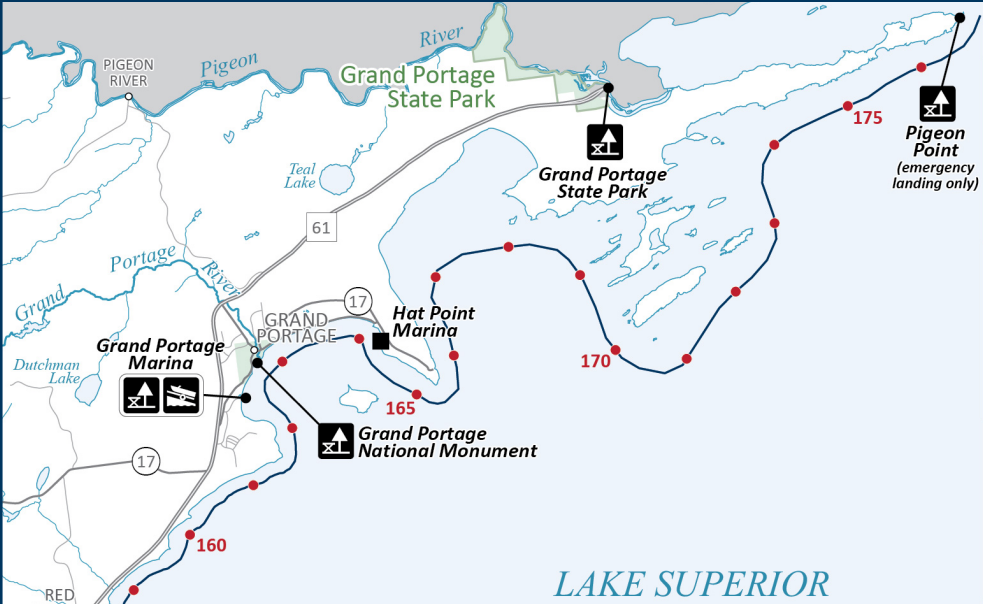 River
PIGEON
RIVER
Pigeon
Grand Portage
State Park
175
Pigeon
Point
(emergency
landing only)
Teal
Lake
Grand Portage
State Park
61
Portage
River
Grand
17
Hat Point
Marina
GRAND
PORTAGE
Grand Portage
Marina
Dutchman
Lake
170
165
Grand Portage
National Monument
17
160
LAKE SUPERIOR
RED